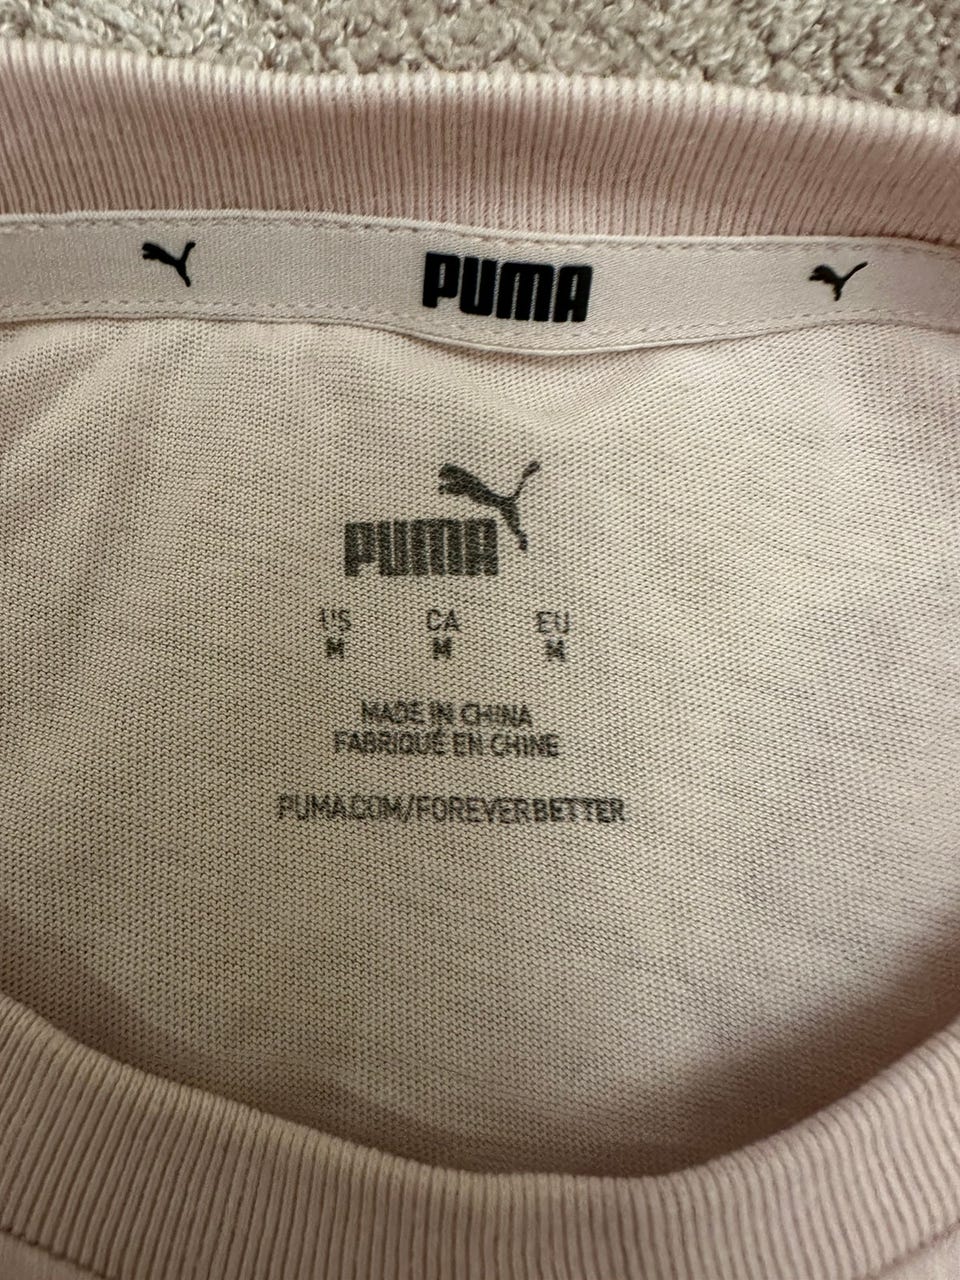 PUMA
PUMA
US CA EU
M M M
MADE IN CHINA
FABRIQUÉ EN CHINE
PUMA.COM/FOREVERBETTER